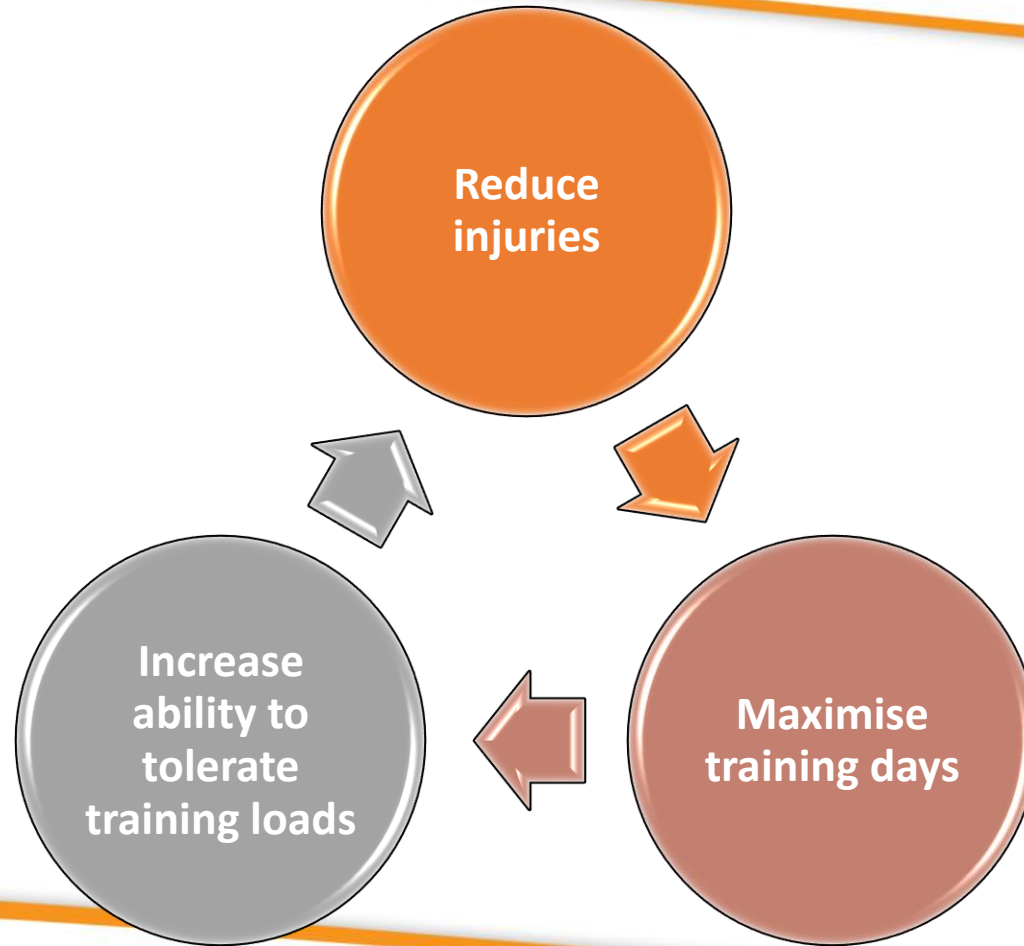 Reduce
injuries
Maximise
training days
Increase
ability to
tolerate
training loads